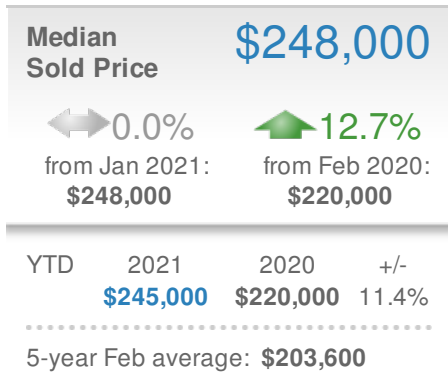 Median $248,000
Sold Price
0.0% 12.7%
from Jan 2021: from Feb 2020:
$248,000 $220,000
YTD 2021 2020 +/-
$245,000 $220,000 11.4%
5-year Feb average: $203,600